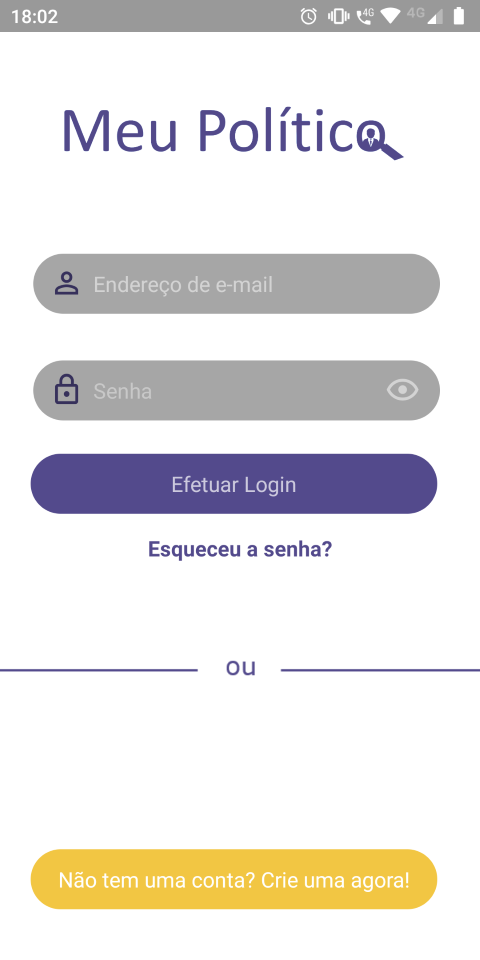 18:02
4G
4G
Meu Político
Endereço de e-mail
Senha
Efetuar Login
Esqueceu a senha?
ou
Não tem uma conta? Crie uma agora!